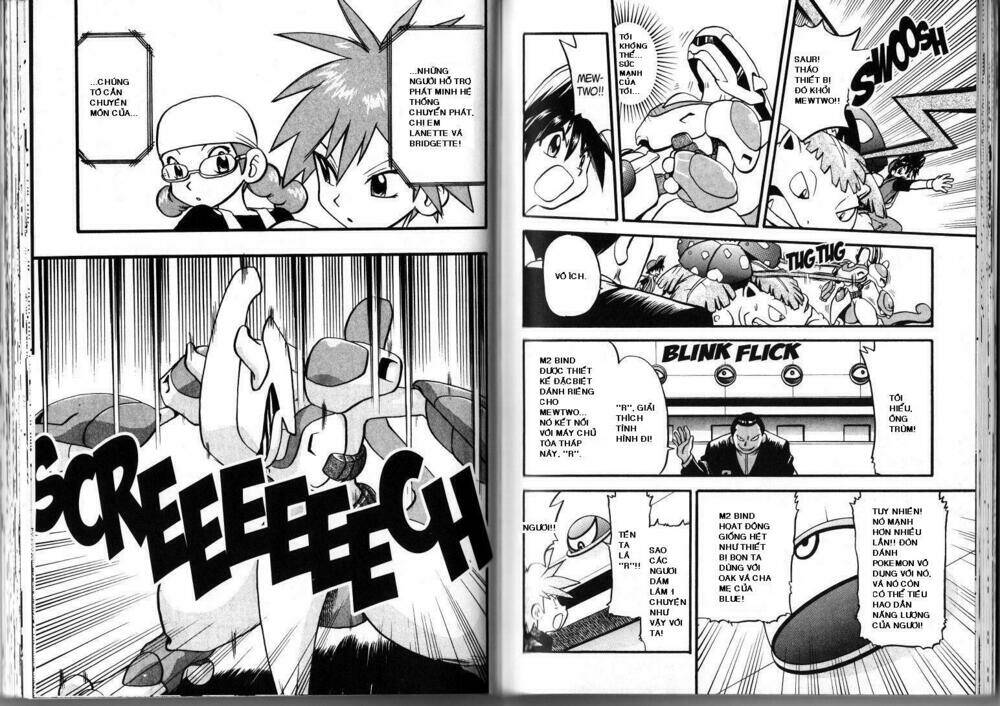 SWOOSH
SAUR!
THÁO
THIẾT BỊ
ĐÓ KHỎI
MEWTWO!!
TỚI
KHÔNG
THỂ...
SỨC
MẠNH
CỦA
TỚI...
MEW-
TWO!!
TUG TUG
VÔ ÍCH.
BLINK FLICK
TÔI
HIỂU,
ÔNG
TRÙM!
"R", GIẢI
THÍCH
TÌNH
HÌNH ĐI!
M2 BIND
ĐƯỢC THIẾT
KẾ ĐẶC BIỆT
DÀNH RIÊNG
CHO
MEWTWO...
NÓ KẾT NỐI
VỚI MÁY CHỦ
TÒA THÁP
NÀY, "R".
TUY NHIÊN!
NÓ MẠNH
HƠN NHIỀU
LẦN!! ĐÒN
ĐÁNH
POKEMON VÔ
DỤNG VỚI NÓ,
VÀ NÓ CÒN
CÓ THỂ TIÊU
HAO DẦN
NĂNG LƯỢNG
CỦA NGƯƠI!
M2 BIND
HOẠT ĐỘNG
GIỐNG HỆT
NHƯ THIẾT
BỊ BỌN TA
DÙNG VỚI
OAK VÀ CHA
MẸ CỦA
BLUE!
SAO
CÁC
NGƯƠI
DÁM
LÀM 1
CHUYỆN
NHƯ
VẬY VỚI
TA!
TÊN
TA
LÀ
"R"!!
NGƯƠI!!
...NHỮNG
NGƯỜI HỖ TRỢ
PHÁT MINH HỆ
THỐNG
CHUYỂN PHÁT,
CHỊ EM
LANETTE VÀ
BRIDGETTE!
...CHÚNG
TỚ CẦN
CHUYÊN
MÔN CỦA...
SCREEEEEEECH